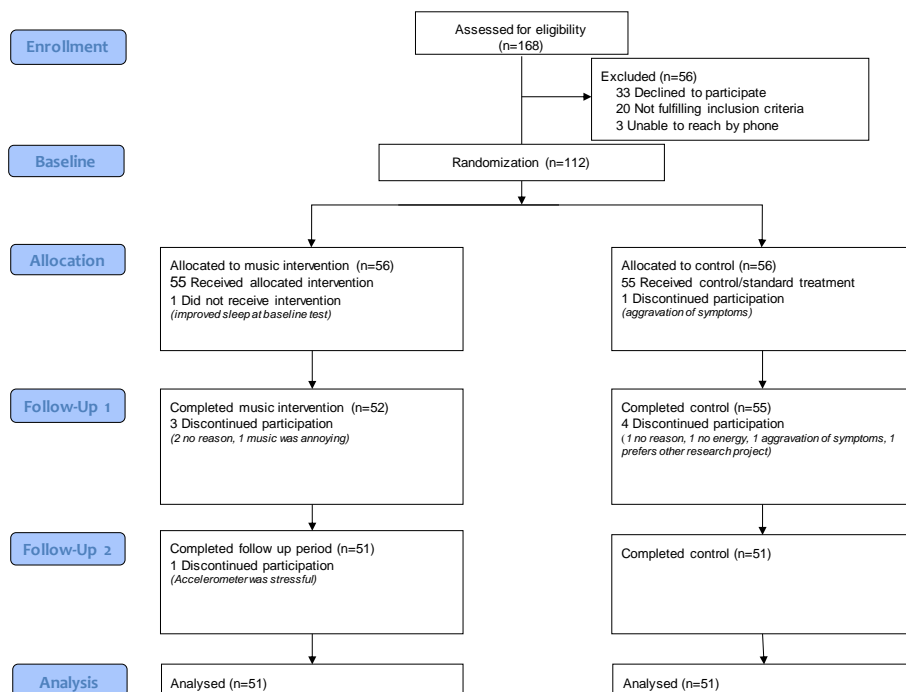 Enrollment
Assessed for eligibility
(n=168)
Excluded (n=56)
33 Declined to participate
20 Not fulfilling inclusion criteria
3 Unable to reach by phone
Baseline
Randomization (n=112)
Allocation
Allocated to music intervention (n=56)
55 Received allocated intervention
1 Did not receive intervention
(improved sleep at baseline test)
Allocated to control (n=56)
55 Received control/standard treatment
1 Discontinued participation
(aggravation of symptoms)
Follow-Up 1
Completed music intervention (n=52)
3 Discontinued participation
(2 no reason, 1 music was annoying)
Completed control (n=55)
4 Discontinued participation
(1 no reason, 1 no energy, 1 aggravation of symptoms, 1
prefers other research project)
Follow-Up 2
Completed follow up period (n=51)
1 Discontinued participation
(Accelerometer was stressful)
Completed control (n=51)
Analysis
Analysed (n=51)
Analysed (n=51)